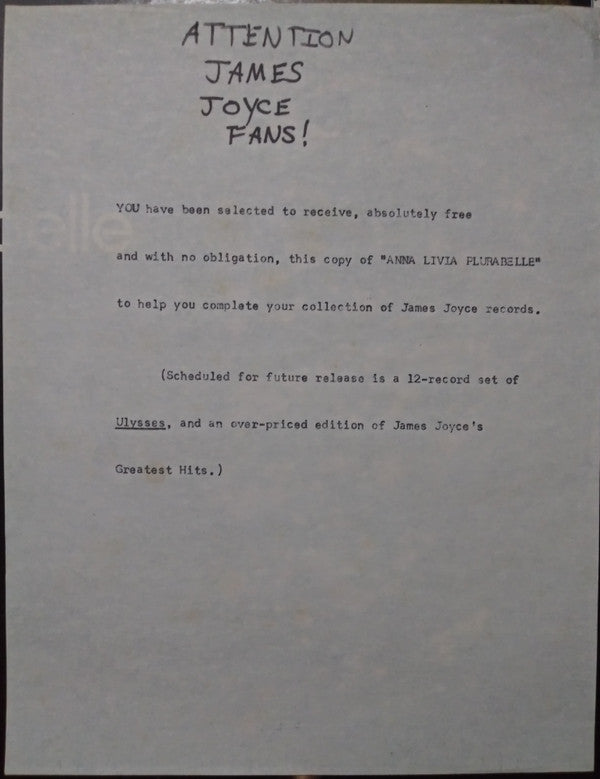 ATTENTION
JAMES
JOYCE
FANS!
YOU have been selected to receive, absolutely free
and with no obligation, this copy of "ANNA LIVIA PLURABELLE"
to help you complete your collection of James Joyce records.
(Scheduled for future release is a 12-record set of
Ulysses, and an over-priced edition of James Joyce's
Greatest Hits.)
elle